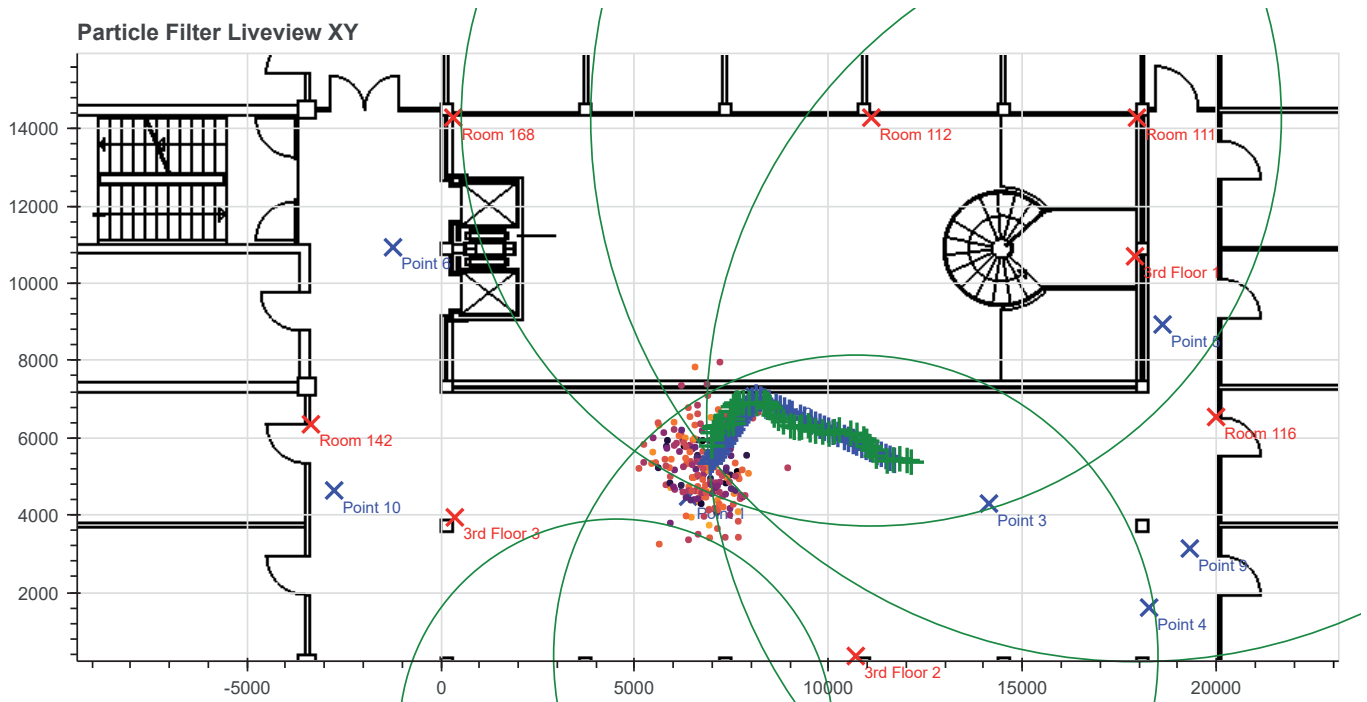 Particle Filter Liveview XY
14000
Room 168
Room 112
Room 111
12000
Point 6
10000
3rd Floor 1
Point 5
8000
6000
Room 142
Room 116
Point 10
Point 1
Point 3
4000
3rd Floor 3
Point 9
2000
Point 4
3rd Floor 2
-5000
0
5000
10000
15000
20000